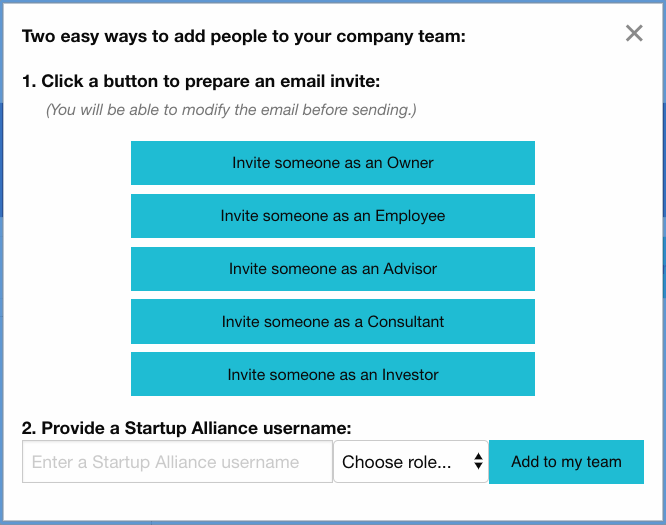 Two easy ways to add people to your company team:
1. Click a button to prepare an email invite:
(You will be able to modify the email before sending.)
Invite someone as an Owner
Invite someone as an Employee
Invite someone as an Advisor
Invite someone as a Consultant
Invite someone as an Investor
2. Provide a Startup Alliance username:
Enter a Startup Alliance username Choose role... Add to my team